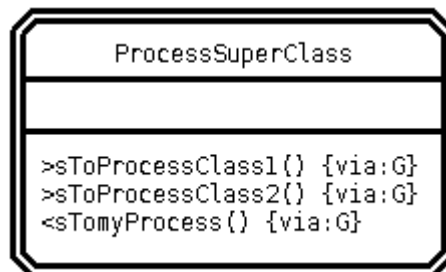 ProcessSuperClass
>sToProcessClass1() {via:G}
>sToProcessClass2() {via:G}
<sTomyProcess() {via:G}